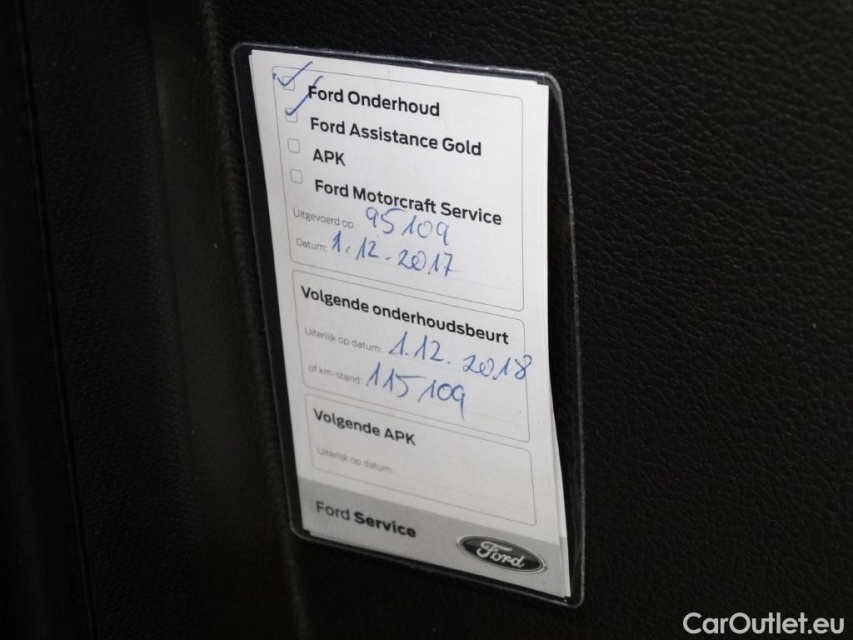 Ford Onderhoud
Ford Assistance Gold
APK
Ford Motorcraft Service
Uitgevoerd op: 95109
Datum: 1.12.2017
Volgende onderhoudsbeurt
Uiterlijk op datum: 1.12.2018
of km-stand: 115109
Volgende APK
Uiterlijk op datum:
Ford Service
Ford
CarOutlet.eu